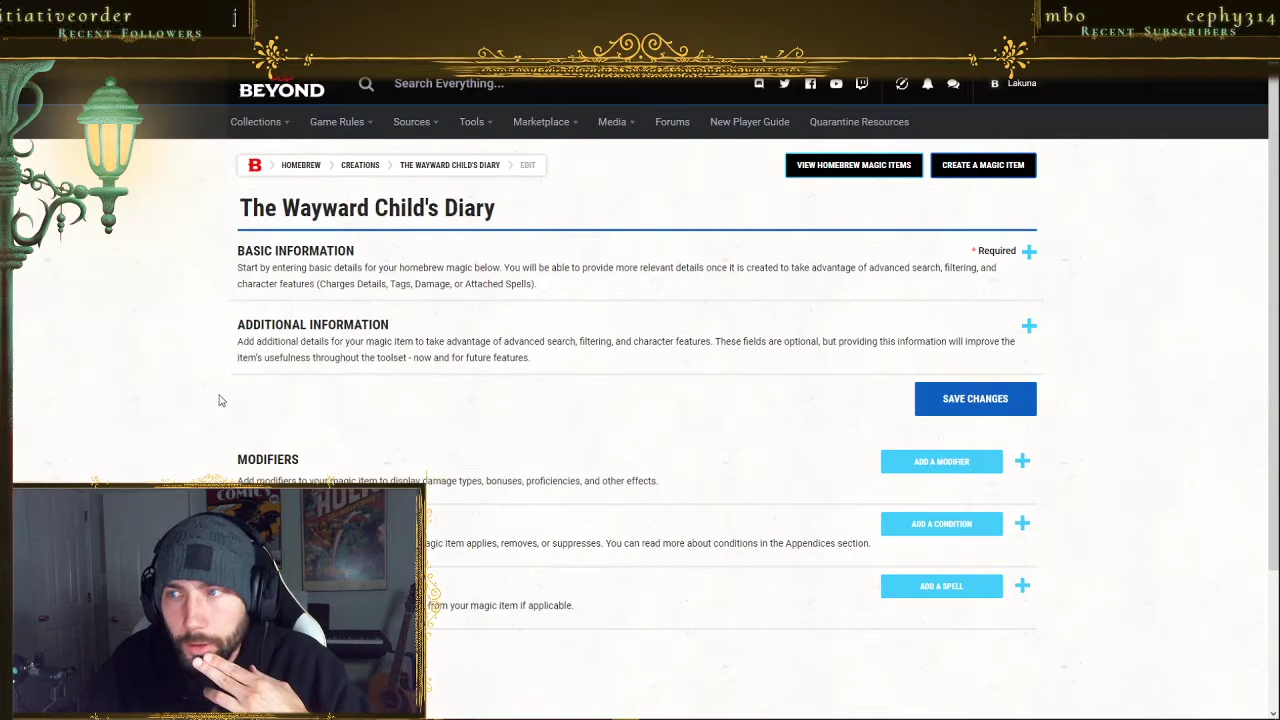 itiativeorder
j
RECENT FOLLOWERS
mbo cephy314
RECENT SUBSCRIBERS
BEYOND
Search Everything...
B Lakuna
Collections Game Rules Sources Tools Marketplace Media Forums New Player Guide Quarantine Resources
B HOMEBREW CREATIONS THE WAYWARD CHILD'S DIARY EDIT
VIEW HOMEBREW MAGIC ITEMS CREATE A MAGIC ITEM
The Wayward Child's Diary
BASIC INFORMATION
* Required
Start by entering basic details for your homebrew magic below. You will be able to provide more relevant details once it is created to take advantage of advanced search, filtering, and
character features (Charges Details, Tags, Damage, or Attached Spells).
ADDITIONAL INFORMATION
Add additional details for your magic item to take advantage of advanced search, filtering, and character features. These fields are optional, but providing this information will improve the
item's usefulness throughout the toolset - now and for future features.
SAVE CHANGES
MODIFIERS
ADD A MODIFIER
Add modifiers to your magic item to display damage types, bonuses, proficiencies, and other effects.
ADD A CONDITION
agic item applies, removes, or suppresses. You can read more about conditions in the Appendices section.
ADD A SPELL
from your magic item if applicable.
COMICS
HULK